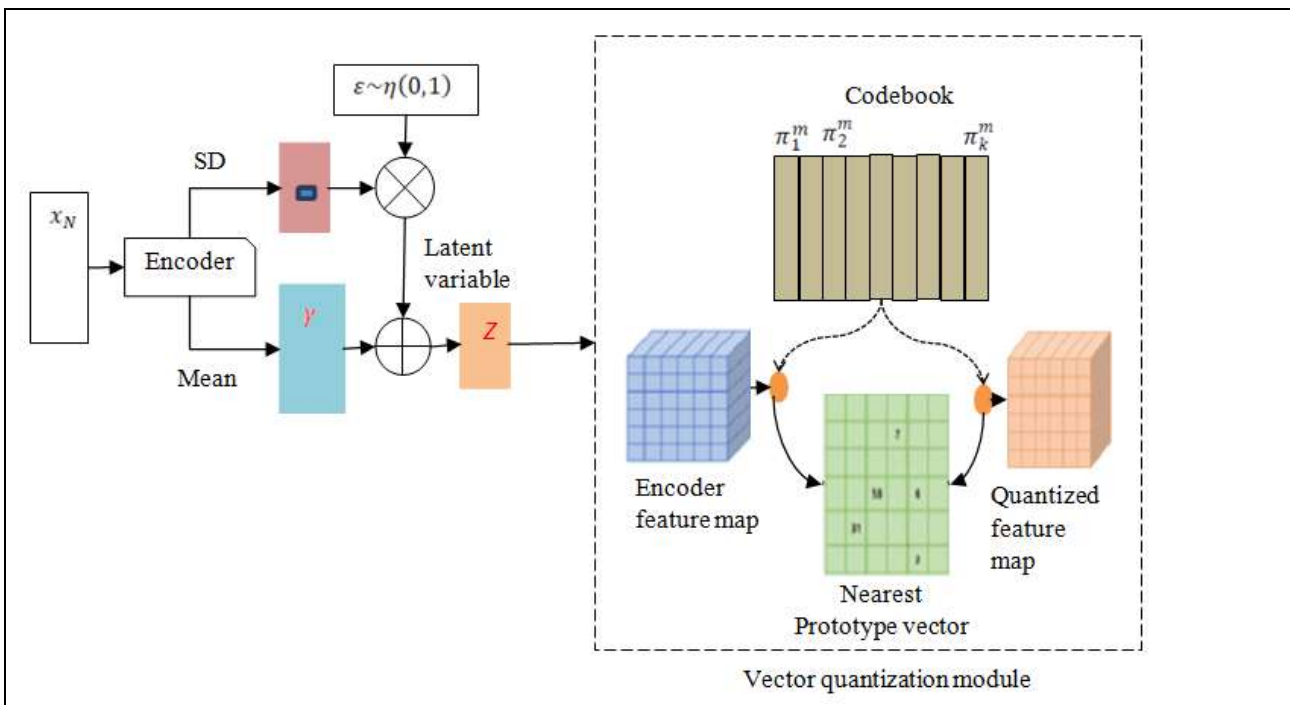 ε~η(0,1)
Codebook
π₁ᵐ π₂ᵐ πₖᵐ
SD
x_N
Encoder
Latent
variable
γ
Z
Mean
7
Encoder
feature map
Quantized
feature
map
Nearest
Prototype vector
Vector quantization module